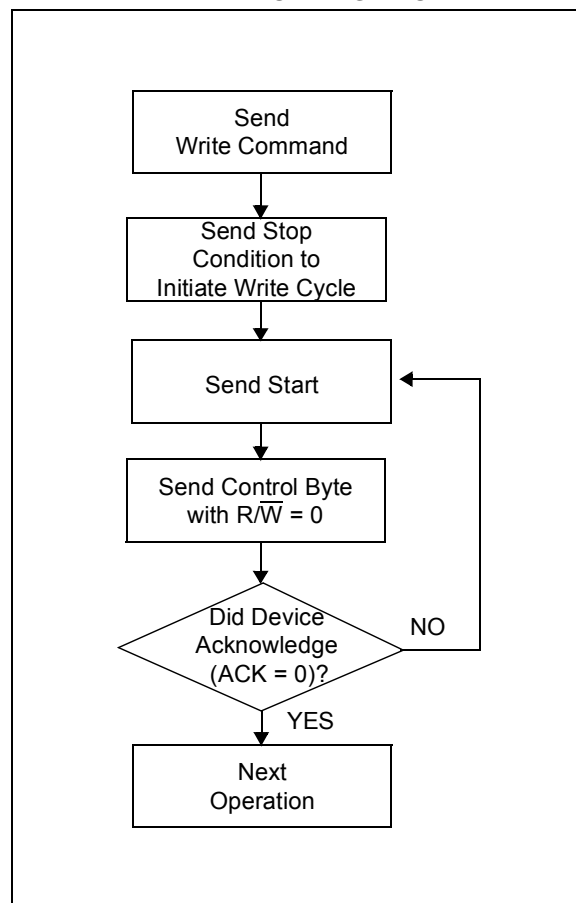 Send
Write Command
Send Stop
Condition to
Initiate Write Cycle
Send Start
Send Control Byte
with R/W̅ = 0
Did Device
Acknowledge
(ACK = 0)?
NO
YES
Next
Operation